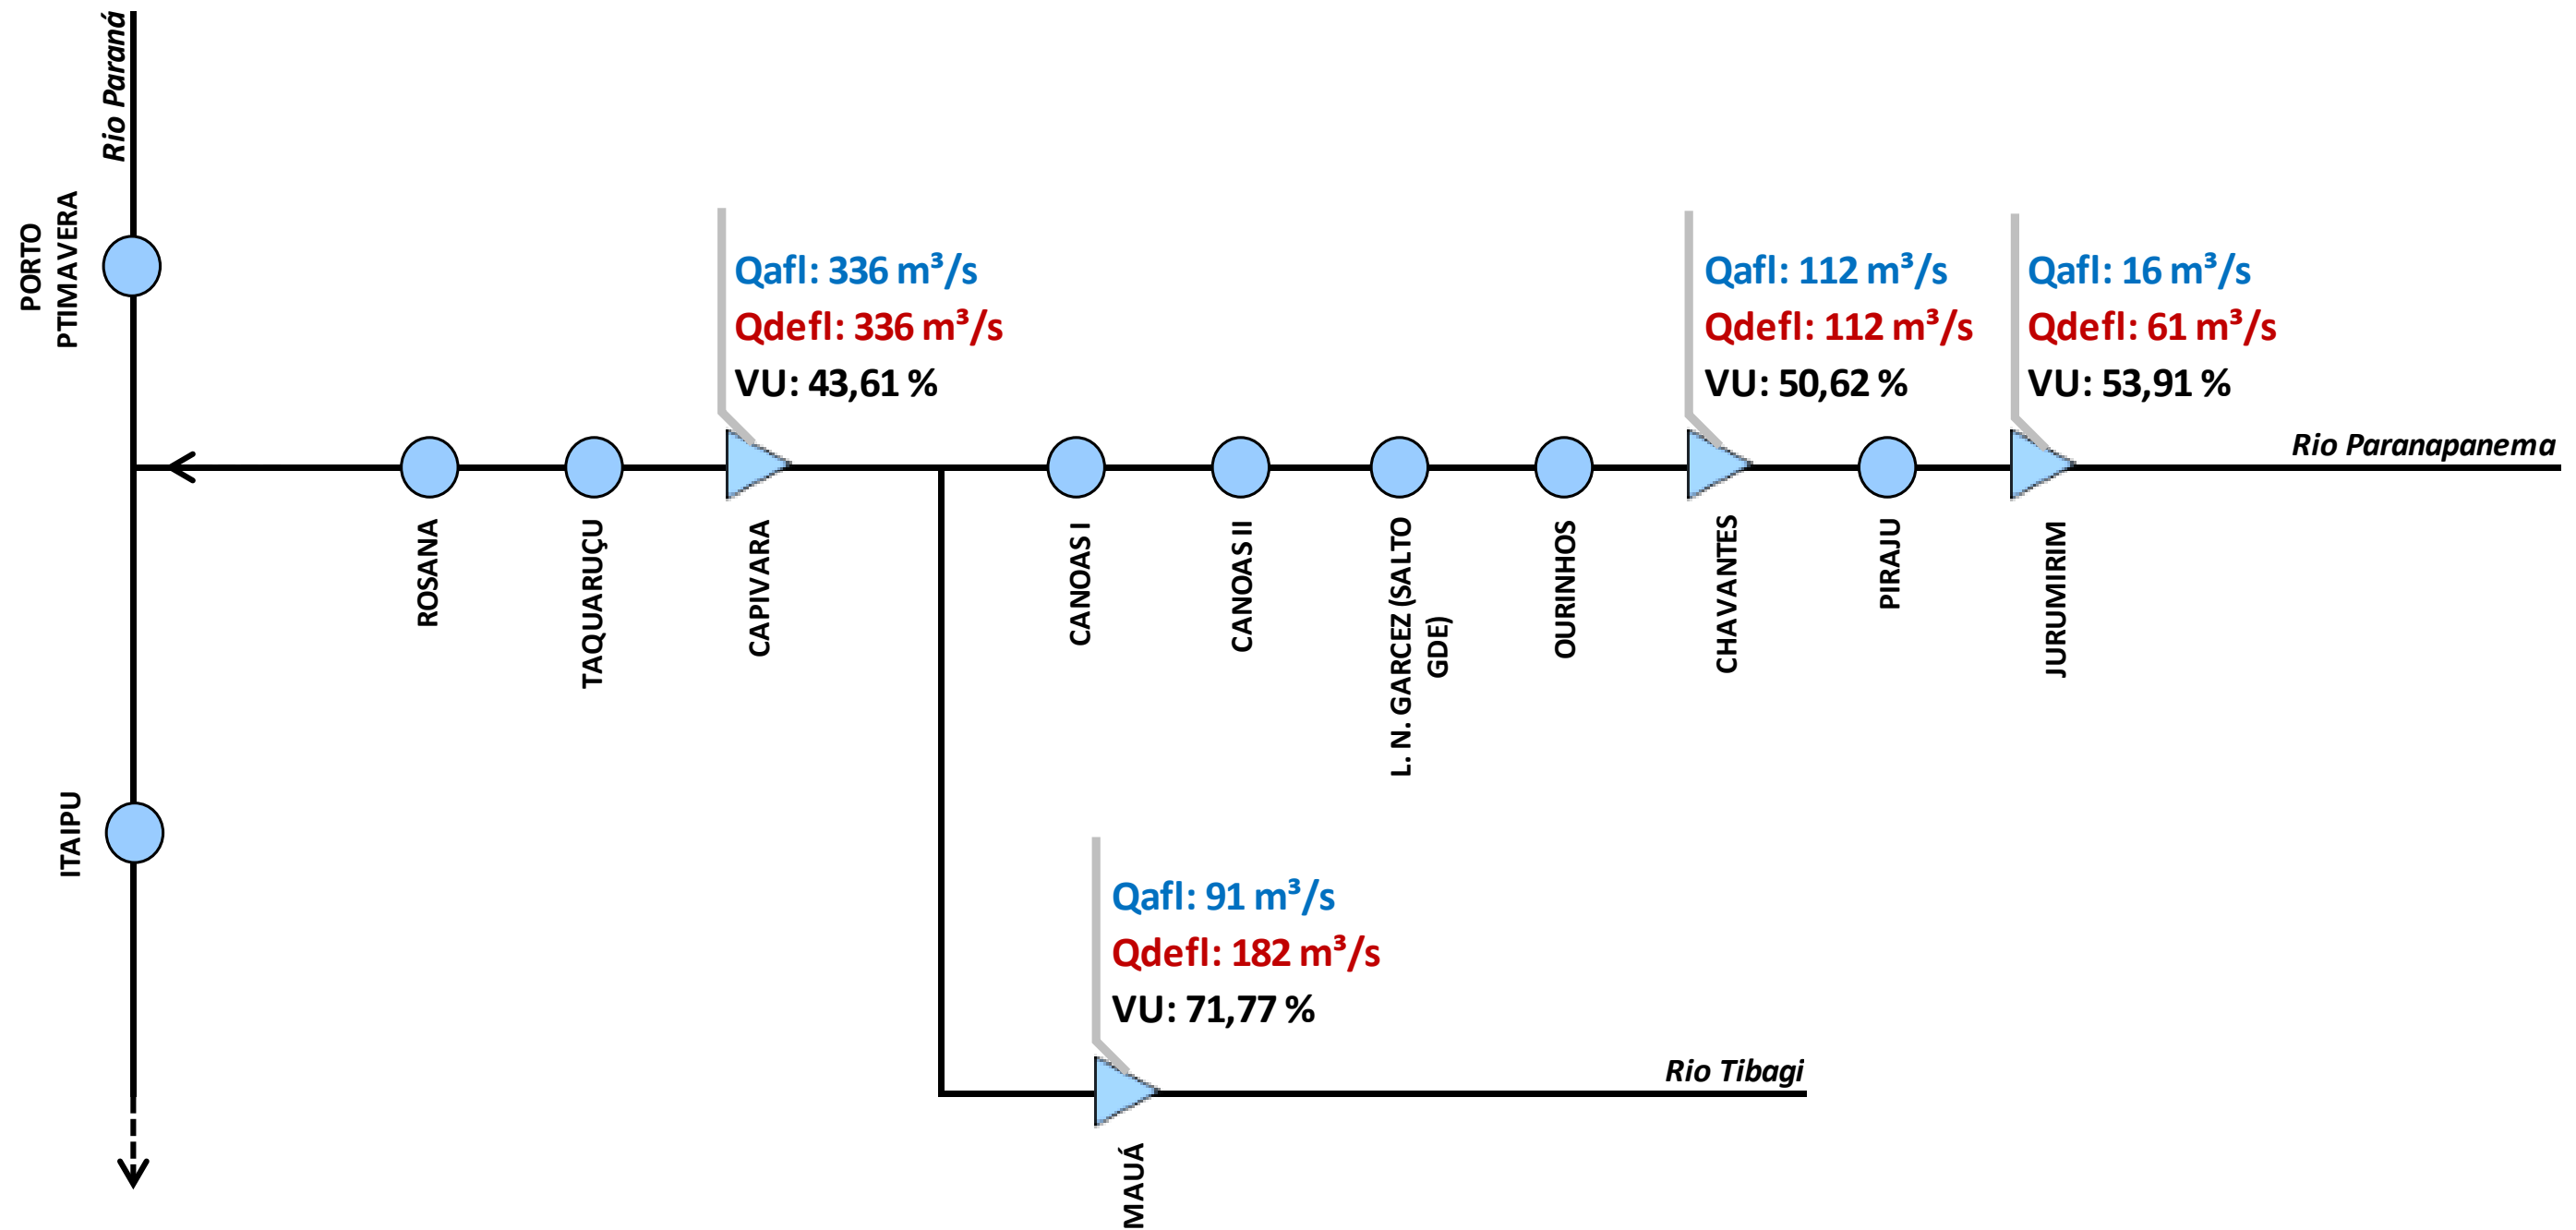 Rio Paraná
PORTO
PTIMAVERA
Qafl: 336 m³/s
Qdefl: 336 m³/s
VU: 43,61 %
Qafl: 112 m³/s
Qdefl: 112 m³/s
VU: 50,62 %
Qafl: 16 m³/s
Qdefl: 61 m³/s
VU: 53,91 %
Rio Paranapanema
ROSANA
TAQUARUÇU
CAPIVARA
CANOAS I
CANOAS II
L. N. GARCEZ (SALTO
GDE)
OURINHOS
CHAVANTES
PIRAJU
JURUMIRIM
ITAIPU
Qafl: 91 m³/s
Qdefl: 182 m³/s
VU: 71,77 %
Rio Tibagi
MAUÁ